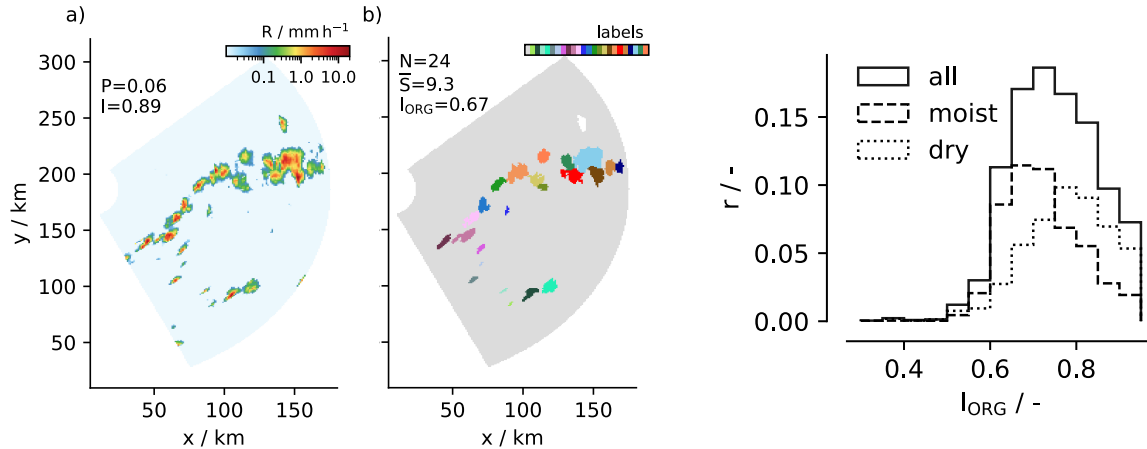 a)
R / mm h⁻¹
0.1 1.0 10.0
P=0.06
I=0.89
300
250
200
150
100
50
y / km
50 100 150
x / km
b)
labels
N=24
S̅=9.3
I_ORG=0.67
50 100 150
x / km
all
moist
dry
0.15
0.10
0.05
0.00
r / -
0.4 0.6 0.8
I_ORG / -